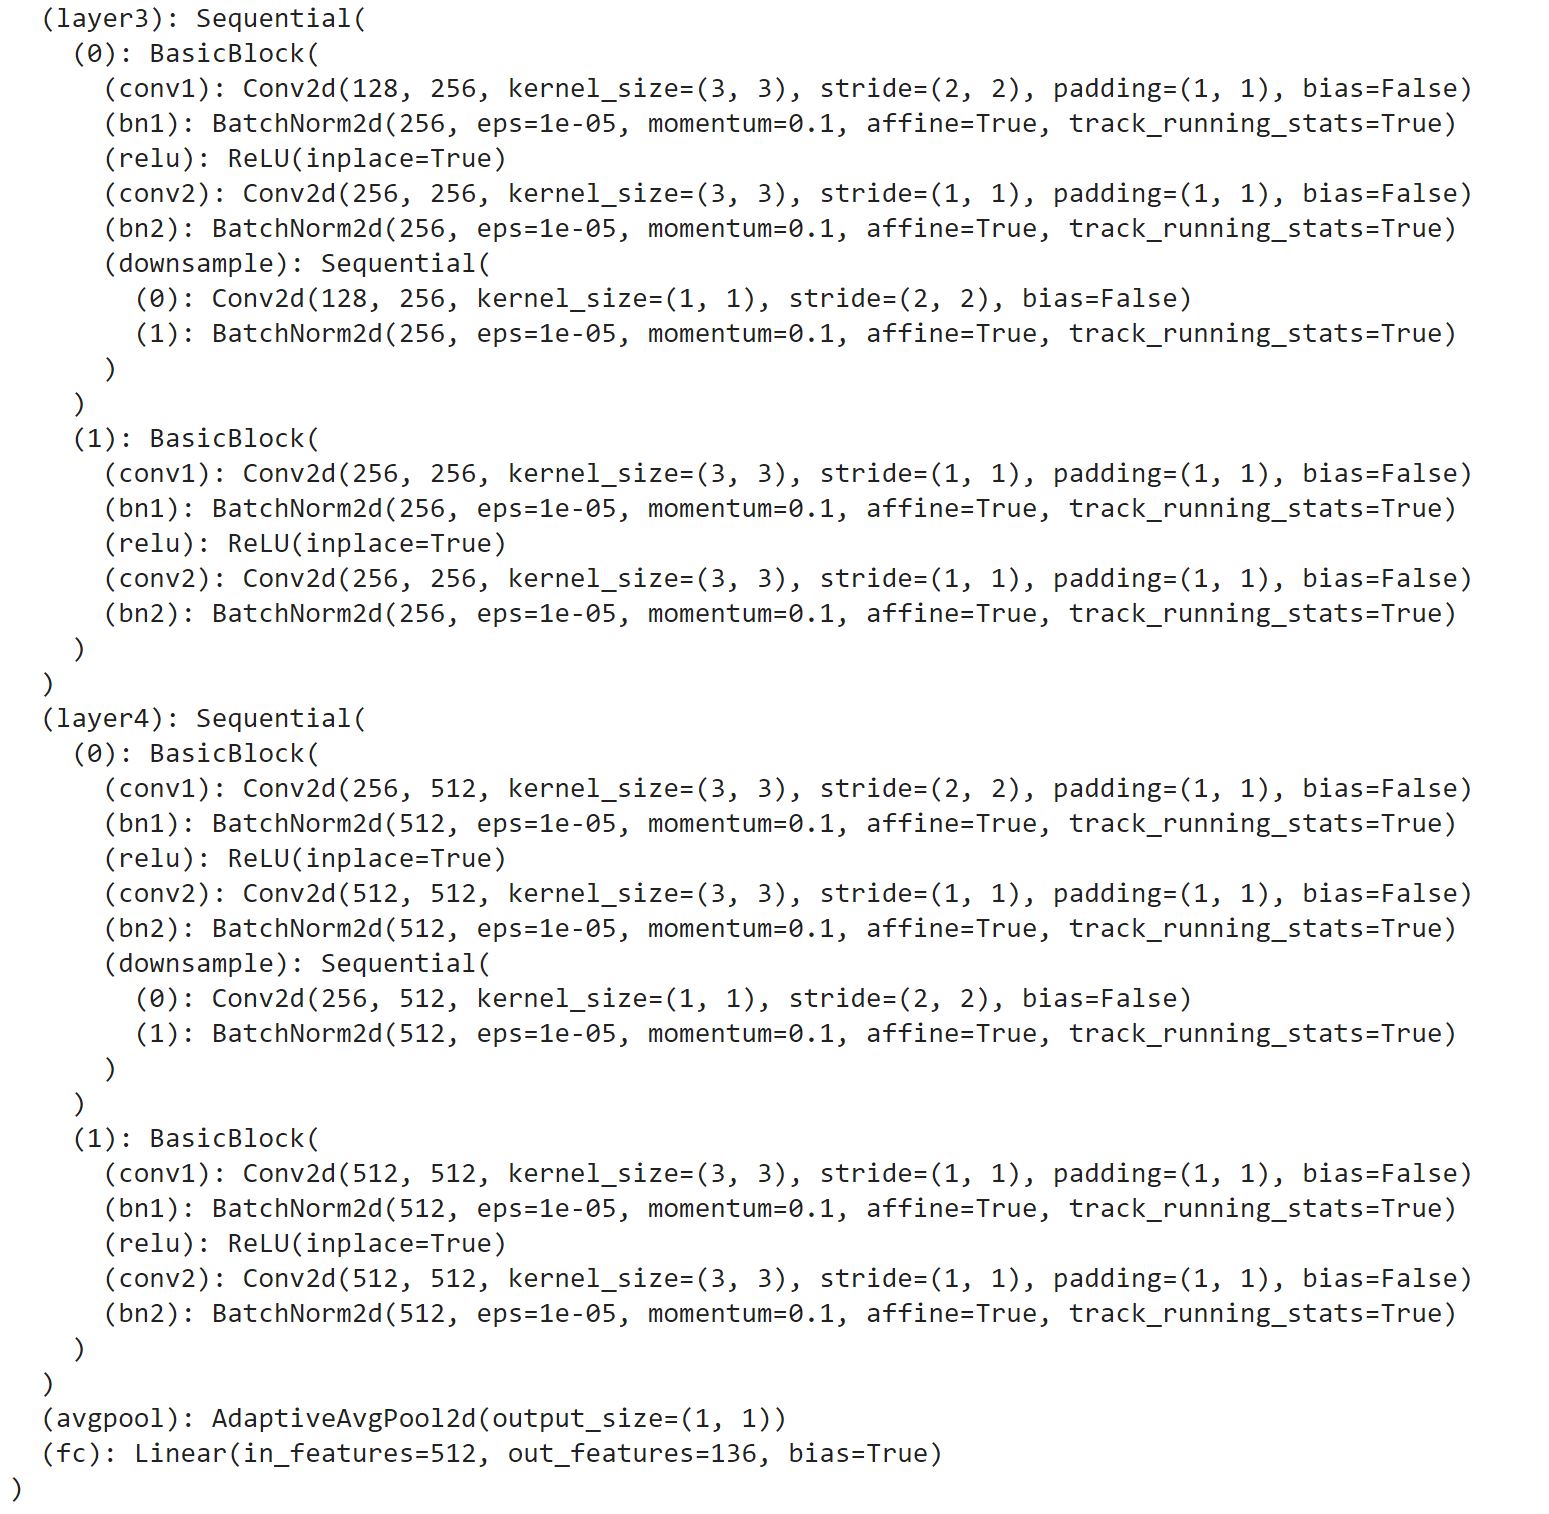 (layer3): Sequential(
(0): BasicBlock(
(conv1): Conv2d(128, 256, kernel_size=(3, 3), stride=(2, 2), padding=(1, 1), bias=False)
(bn1): BatchNorm2d(256, eps=1e-05, momentum=0.1, affine=True, track_running_stats=True)
(relu): ReLU(inplace=True)
(conv2): Conv2d(256, 256, kernel_size=(3, 3), stride=(1, 1), padding=(1, 1), bias=False)
(bn2): BatchNorm2d(256, eps=1e-05, momentum=0.1, affine=True, track_running_stats=True)
(downsample): Sequential(
(0): Conv2d(128, 256, kernel_size=(1, 1), stride=(2, 2), bias=False)
(1): BatchNorm2d(256, eps=1e-05, momentum=0.1, affine=True, track_running_stats=True)
)
)
(1): BasicBlock(
(conv1): Conv2d(256, 256, kernel_size=(3, 3), stride=(1, 1), padding=(1, 1), bias=False)
(bn1): BatchNorm2d(256, eps=1e-05, momentum=0.1, affine=True, track_running_stats=True)
(relu): ReLU(inplace=True)
(conv2): Conv2d(256, 256, kernel_size=(3, 3), stride=(1, 1), padding=(1, 1), bias=False)
(bn2): BatchNorm2d(256, eps=1e-05, momentum=0.1, affine=True, track_running_stats=True)
)
)
(layer4): Sequential(
(0): BasicBlock(
(conv1): Conv2d(256, 512, kernel_size=(3, 3), stride=(2, 2), padding=(1, 1), bias=False)
(bn1): BatchNorm2d(512, eps=1e-05, momentum=0.1, affine=True, track_running_stats=True)
(relu): ReLU(inplace=True)
(conv2): Conv2d(512, 512, kernel_size=(3, 3), stride=(1, 1), padding=(1, 1), bias=False)
(bn2): BatchNorm2d(512, eps=1e-05, momentum=0.1, affine=True, track_running_stats=True)
(downsample): Sequential(
(0): Conv2d(256, 512, kernel_size=(1, 1), stride=(2, 2), bias=False)
(1): BatchNorm2d(512, eps=1e-05, momentum=0.1, affine=True, track_running_stats=True)
)
)
(1): BasicBlock(
(conv1): Conv2d(512, 512, kernel_size=(3, 3), stride=(1, 1), padding=(1, 1), bias=False)
(bn1): BatchNorm2d(512, eps=1e-05, momentum=0.1, affine=True, track_running_stats=True)
(relu): ReLU(inplace=True)
(conv2): Conv2d(512, 512, kernel_size=(3, 3), stride=(1, 1), padding=(1, 1), bias=False)
(bn2): BatchNorm2d(512, eps=1e-05, momentum=0.1, affine=True, track_running_stats=True)
)
)
(avgpool): AdaptiveAvgPool2d(output_size=(1, 1))
(fc): Linear(in_features=512, out_features=136, bias=True)
)